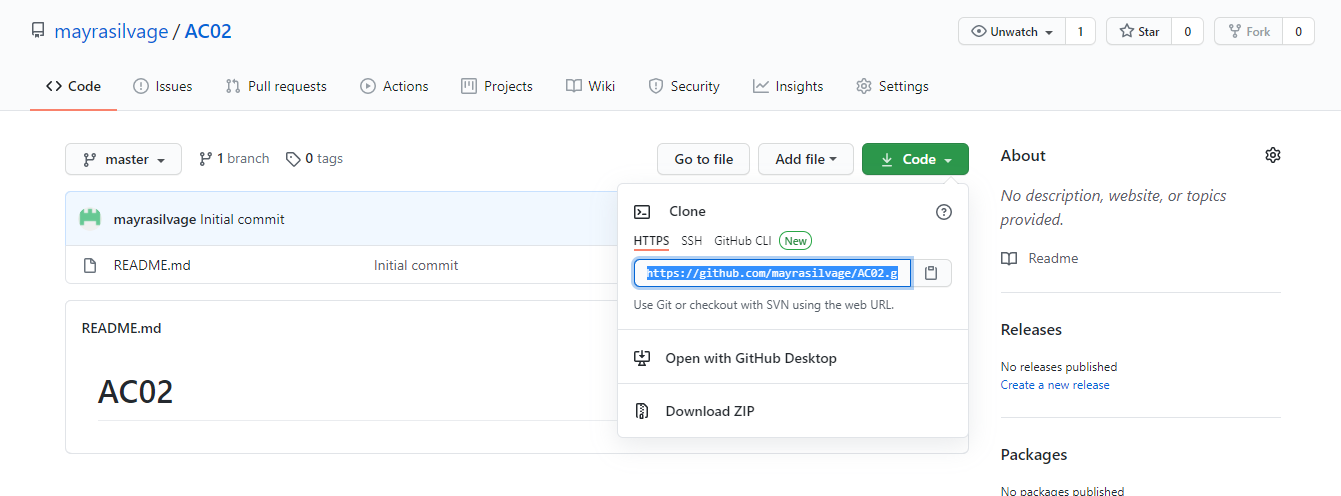 mayrasilvage / AC02
Unwatch 1 Star 0 Fork 0
Code Issues Pull requests Actions Projects Wiki Security Insights Settings
master 1 branch 0 tags Go to file Add file Code
mayrasilvage Initial commit
README.md Initial commit
README.md
AC02
Clone
HTTPS SSH GitHub CLI New
https://github.com/mayrasilvage/AC02.g
Use Git or checkout with SVN using the web URL.
Open with GitHub Desktop
Download ZIP
About
No description, website, or topics
provided.
Readme
Releases
No releases published
Create a new release
Packages
No packages published